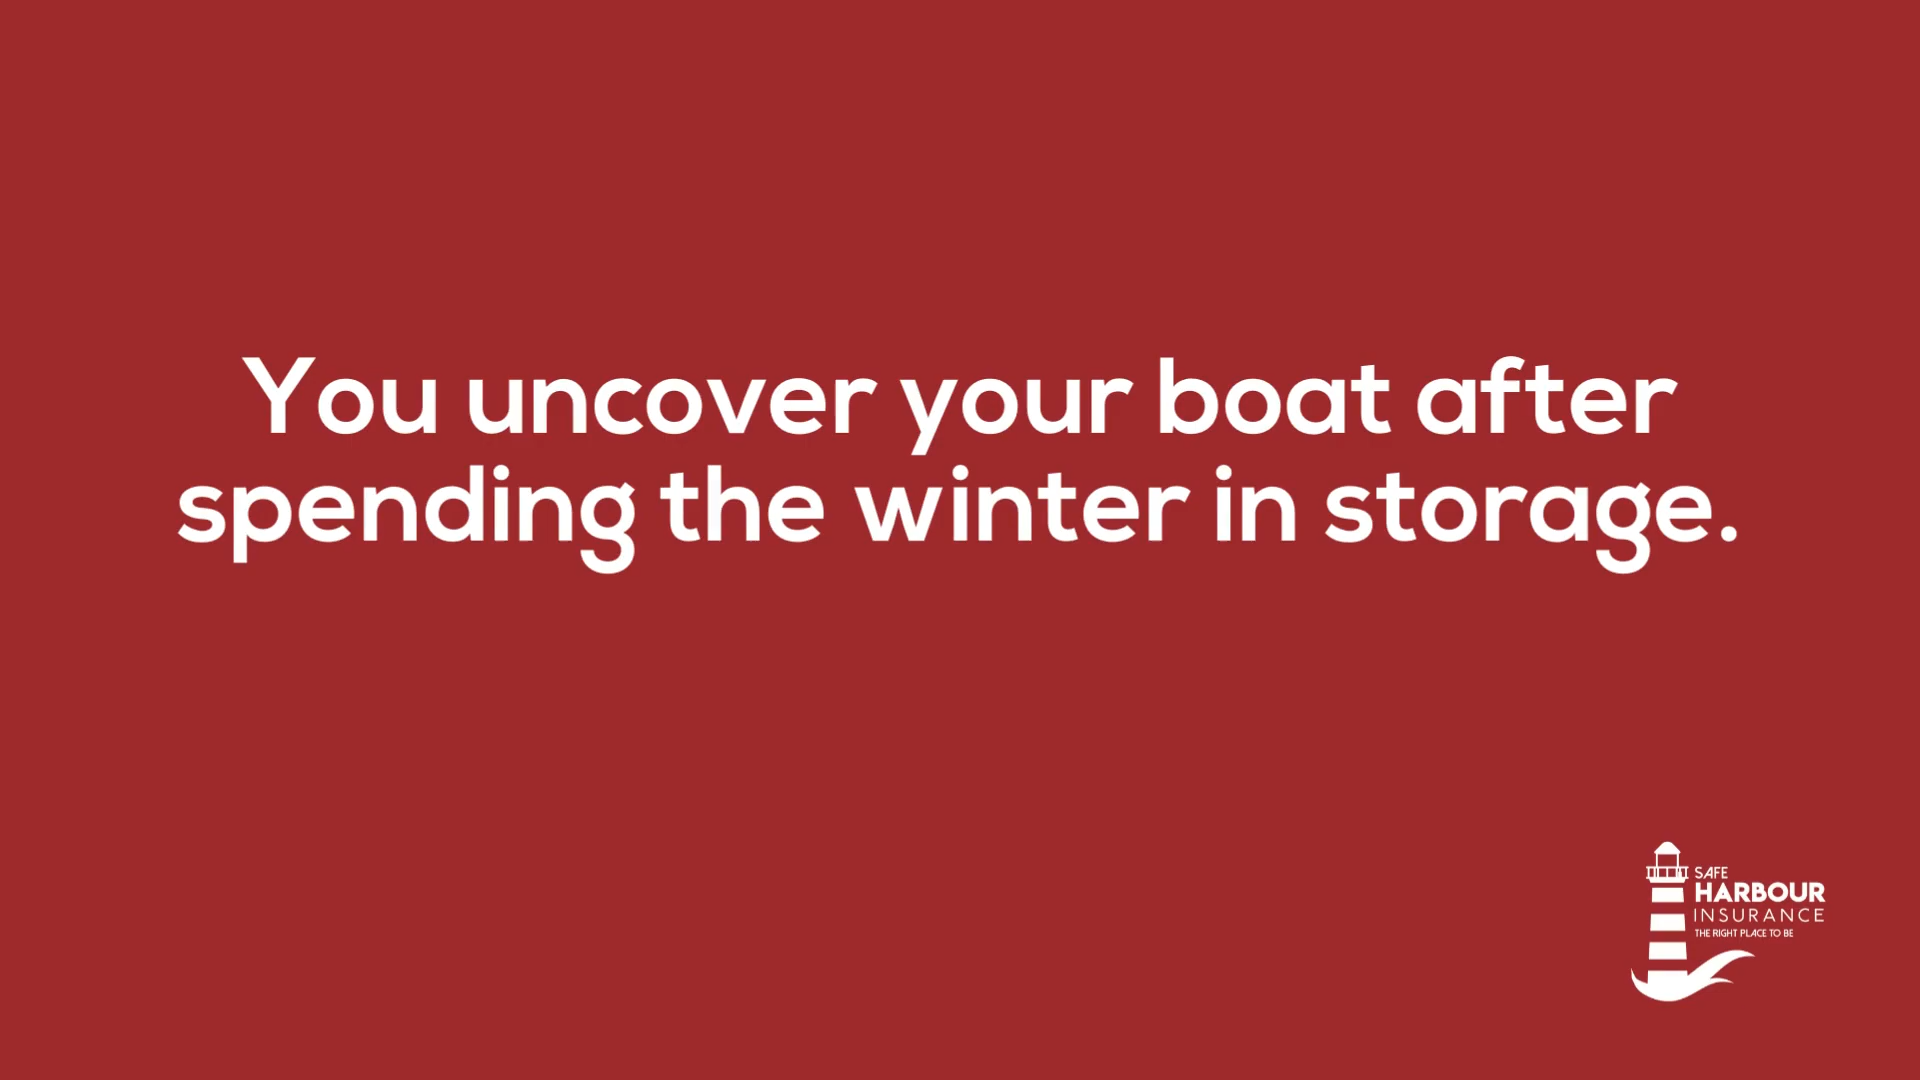 You uncover your boat after
spending the winter in storage.
SAFE
HARBOUR
INSURANCE
THE RIGHT PLACE TO BE